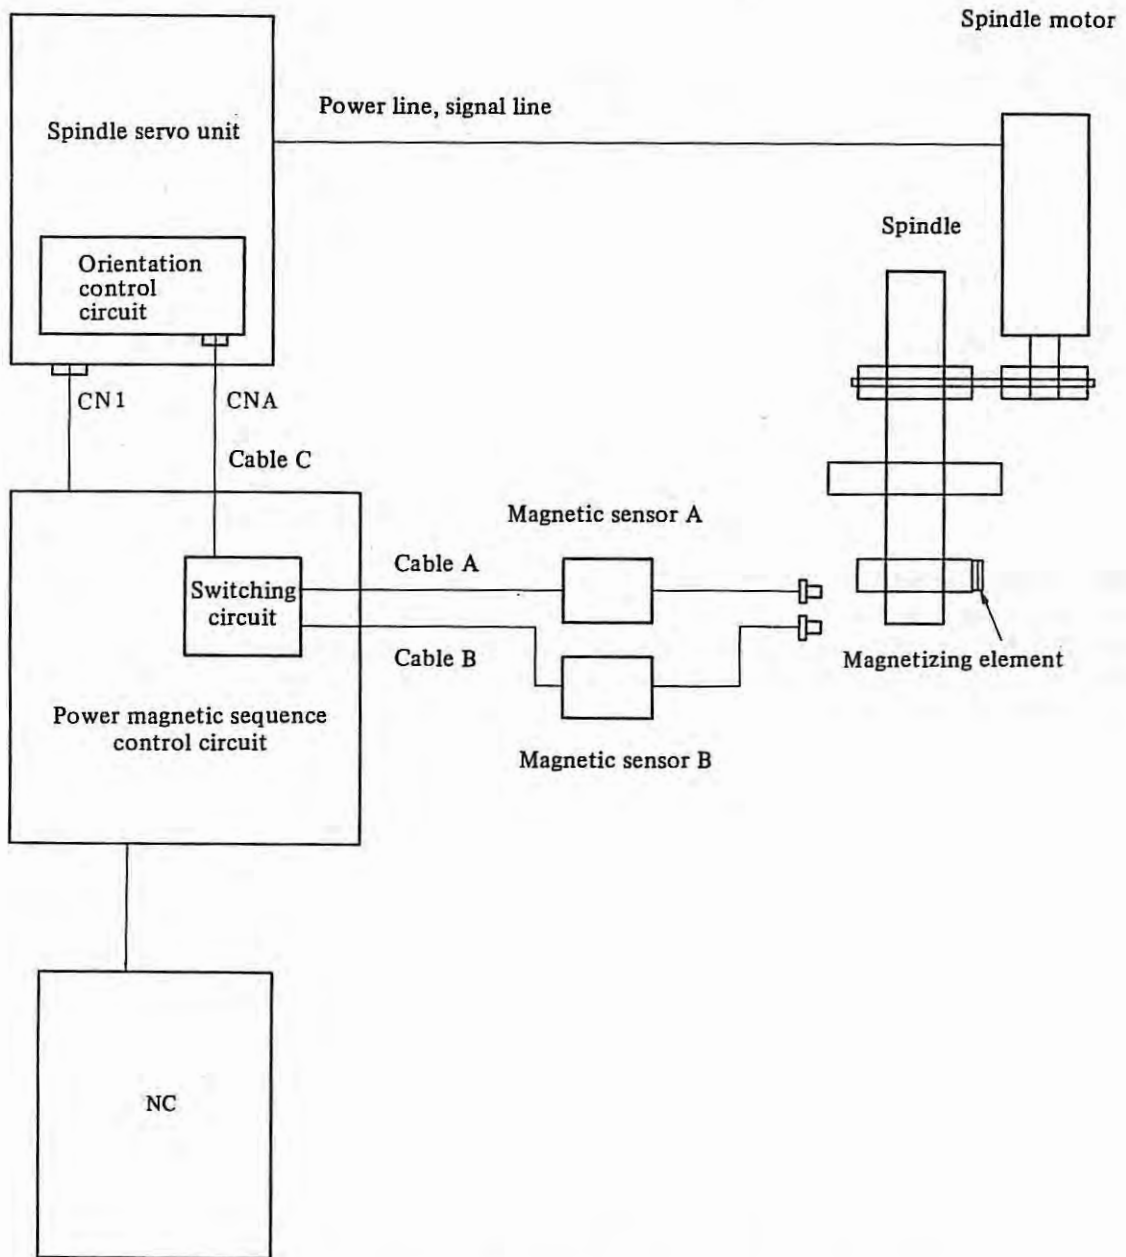 Spindle motor
Power line, signal line
Spindle servo unit
Spindle
Orientation
control
circuit
CN1
CNA
Cable C
Magnetic sensor A
Cable A
Switching
circuit
Cable B
Magnetizing element
Power magnetic sequence
control circuit
Magnetic sensor B
NC